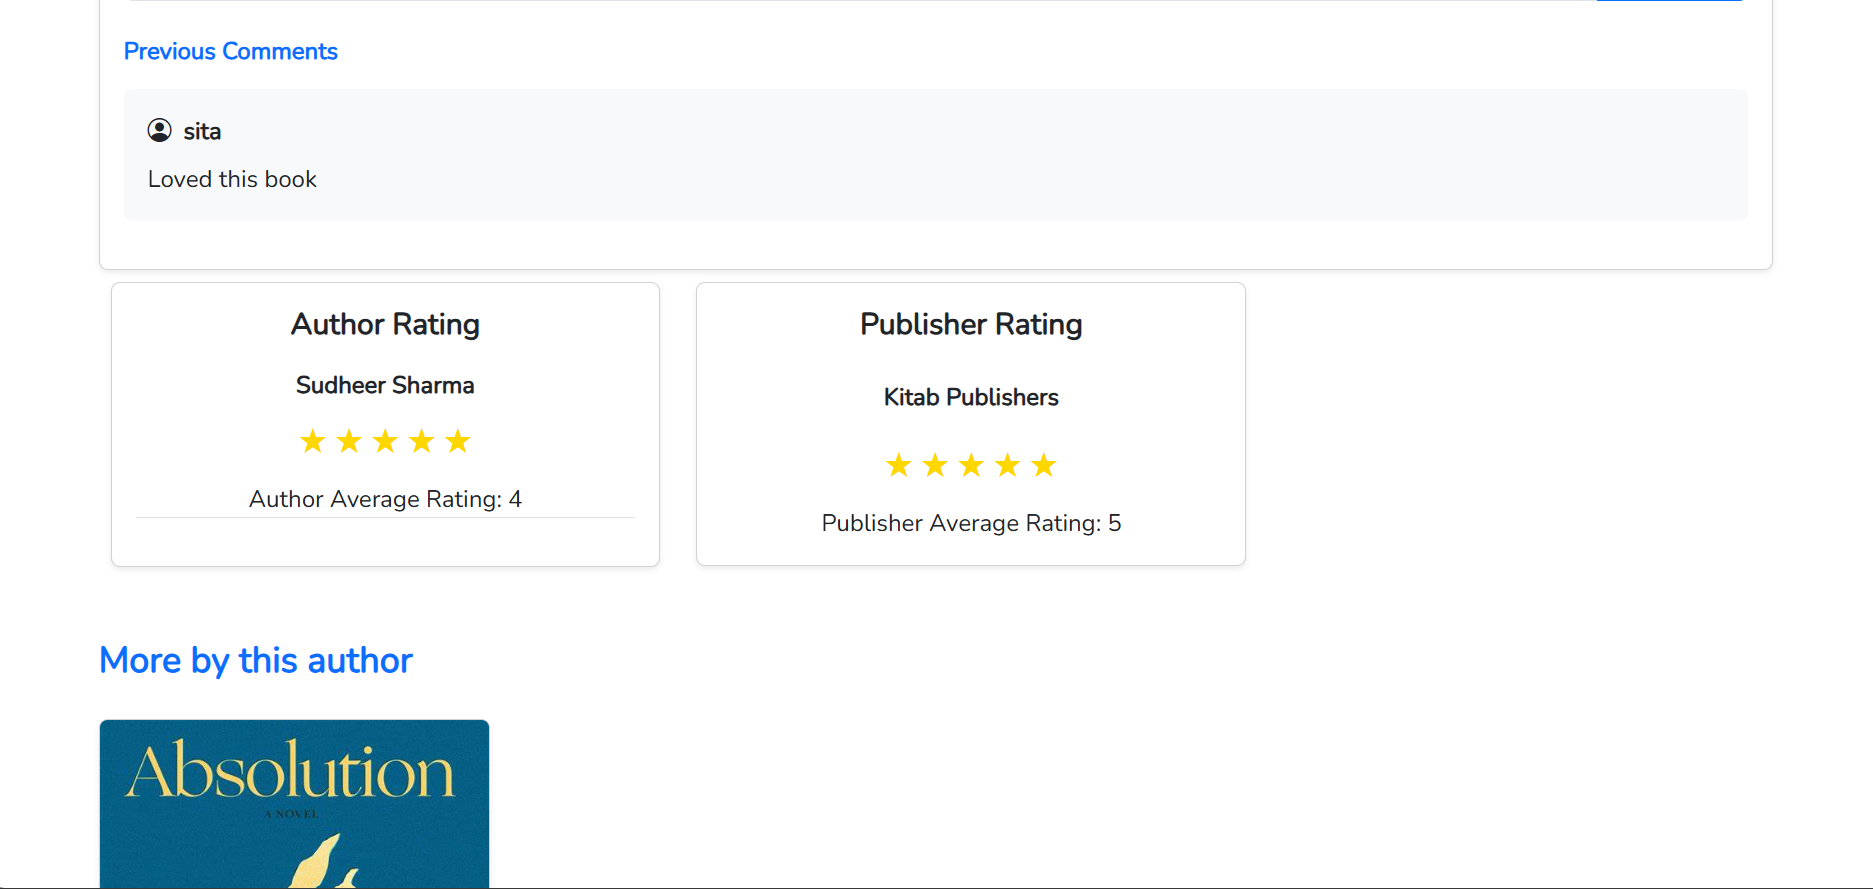 Previous Comments
sita
Loved this book
Author Rating
Sudheer Sharma
Author Average Rating: 4
Publisher Rating
Kitab Publishers
Publisher Average Rating: 5
More by this author
Absolution
A NOVEL